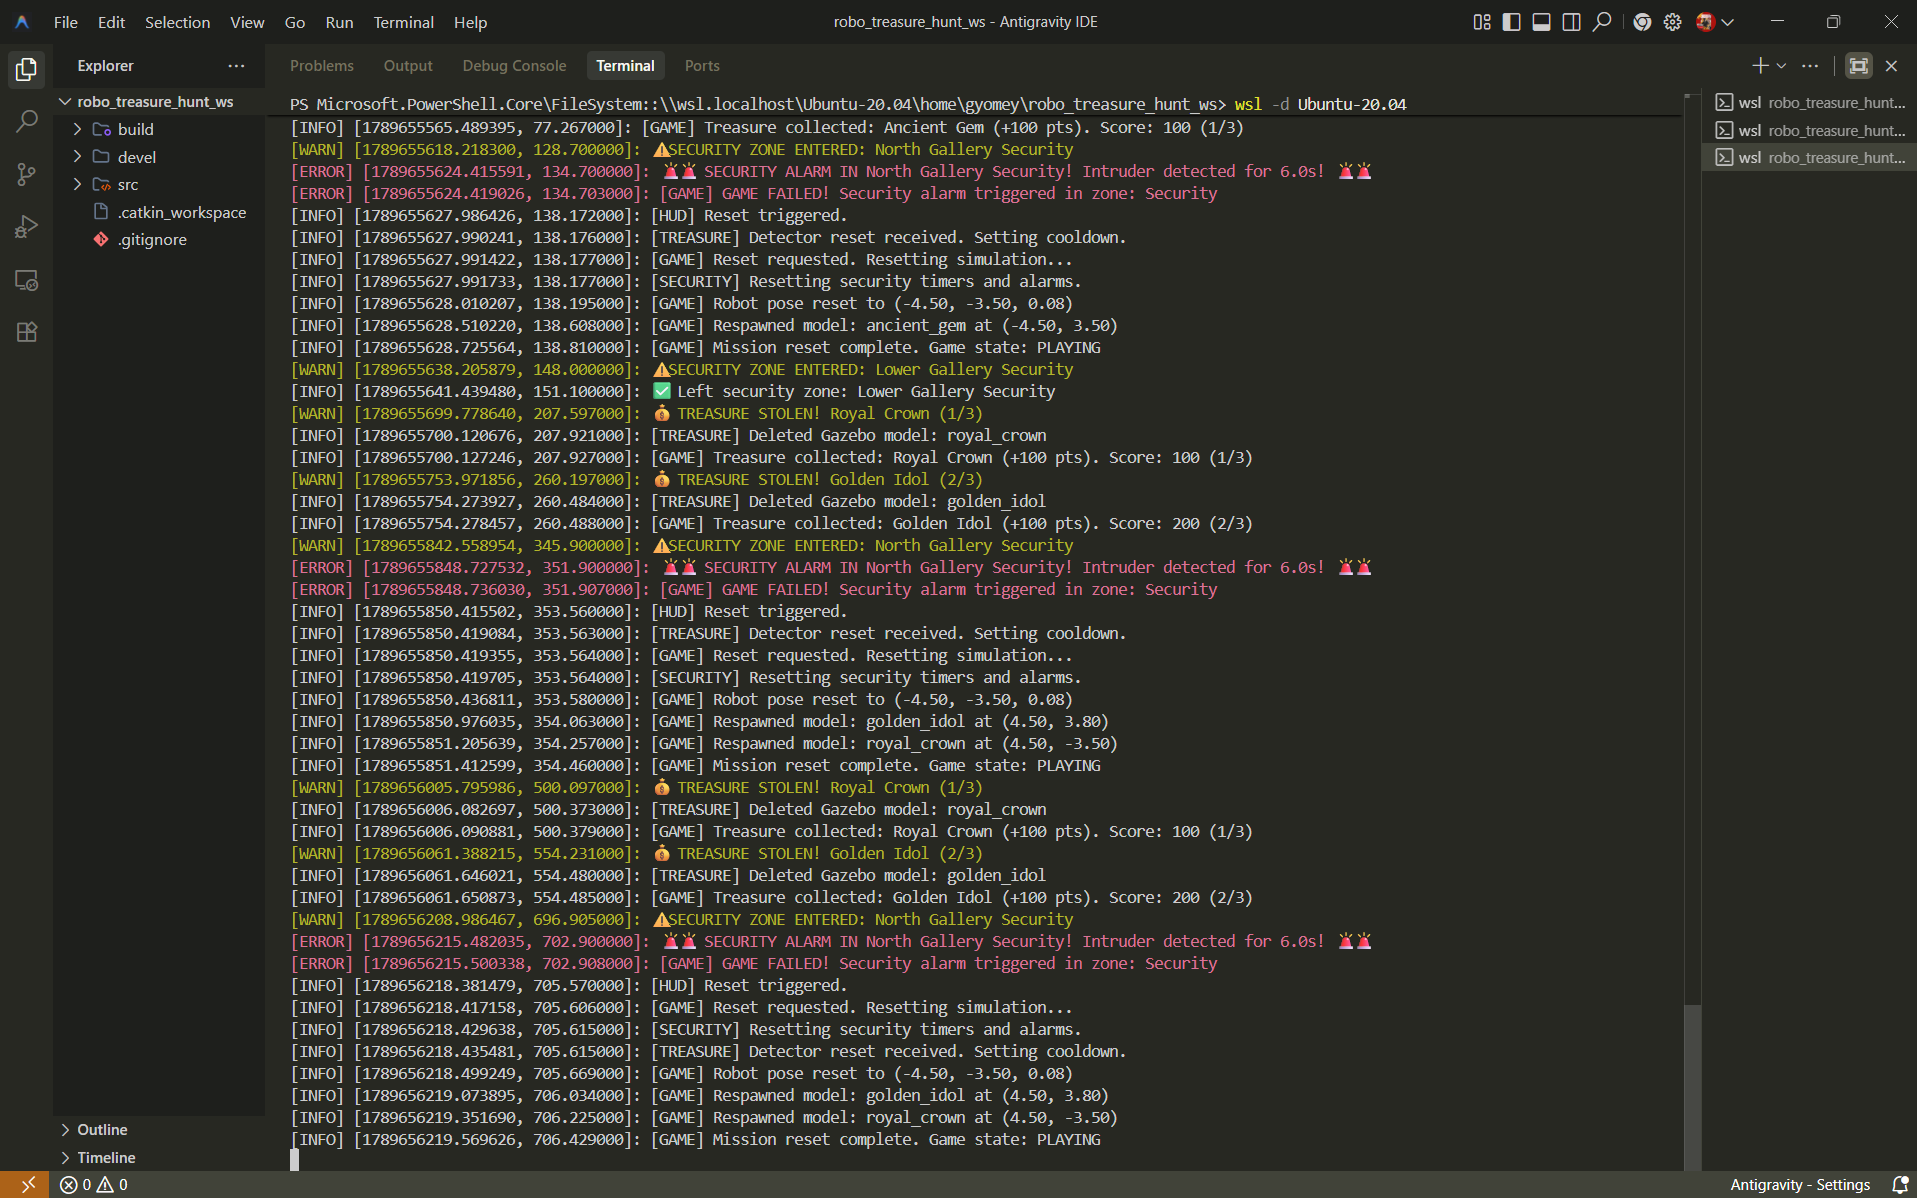 File Edit Selection View Go Run Terminal Help
robo_treasure_hunt_ws - Antigravity IDE
Explorer
Problems Output Debug Console Terminal Ports
robo_treasure_hunt_ws
build
devel
src
.catkin_workspace
.gitignore
PS Microsoft.PowerShell.Core\FileSystem::\\wsl.localhost\Ubuntu-20.04\home\gyomey\robo_treasure_hunt_ws> wsl -d Ubuntu-20.04
[INFO] [1789655565.489395, 77.267000]: [GAME] Treasure collected: Ancient Gem (+100 pts). Score: 100 (1/3)
[WARN] [1789655618.218300, 128.700000]: ⚠SECURITY ZONE ENTERED: North Gallery Security
[ERROR] [1789655624.415591, 134.700000]: 🚨🚨 SECURITY ALARM IN North Gallery Security! Intruder detected for 6.0s! 🚨🚨
[ERROR] [1789655624.419026, 134.703000]: [GAME] GAME FAILED! Security alarm triggered in zone: Security
[INFO] [1789655627.986426, 138.172000]: [HUD] Reset triggered.
[INFO] [1789655627.990241, 138.176000]: [TREASURE] Detector reset received. Setting cooldown.
[INFO] [1789655627.991422, 138.177000]: [GAME] Reset requested. Resetting simulation...
[INFO] [1789655627.991733, 138.177000]: [SECURITY] Resetting security timers and alarms.
[INFO] [1789655628.010207, 138.195000]: [GAME] Robot pose reset to (-4.50, -3.50, 0.08)
[INFO] [1789655628.510220, 138.608000]: [GAME] Respawned model: ancient_gem at (-4.50, 3.50)
[INFO] [1789655628.725564, 138.810000]: [GAME] Mission reset complete. Game state: PLAYING
[WARN] [1789655638.205879, 148.000000]: ⚠SECURITY ZONE ENTERED: Lower Gallery Security
[INFO] [1789655641.439480, 151.100000]: ✅ Left security zone: Lower Gallery Security
[WARN] [1789655699.778640, 207.597000]: 💰 TREASURE STOLEN! Royal Crown (1/3)
[INFO] [1789655700.120676, 207.921000]: [TREASURE] Deleted Gazebo model: royal_crown
[INFO] [1789655700.127246, 207.927000]: [GAME] Treasure collected: Royal Crown (+100 pts). Score: 100 (1/3)
[WARN] [1789655753.971856, 260.197000]: 💰 TREASURE STOLEN! Golden Idol (2/3)
[INFO] [1789655754.273927, 260.484000]: [TREASURE] Deleted Gazebo model: golden_idol
[INFO] [1789655754.278457, 260.488000]: [GAME] Treasure collected: Golden Idol (+100 pts). Score: 200 (2/3)
[WARN] [1789655842.558954, 345.900000]: ⚠SECURITY ZONE ENTERED: North Gallery Security
[ERROR] [1789655848.727532, 351.900000]: 🚨🚨 SECURITY ALARM IN North Gallery Security! Intruder detected for 6.0s! 🚨🚨
[ERROR] [1789655848.736030, 351.907000]: [GAME] GAME FAILED! Security alarm triggered in zone: Security
[INFO] [1789655850.415502, 353.560000]: [HUD] Reset triggered.
[INFO] [1789655850.419084, 353.563000]: [TREASURE] Detector reset received. Setting cooldown.
[INFO] [1789655850.419355, 353.564000]: [GAME] Reset requested. Resetting simulation...
[INFO] [1789655850.419705, 353.564000]: [SECURITY] Resetting security timers and alarms.
[INFO] [1789655850.436811, 353.580000]: [GAME] Robot pose reset to (-4.50, -3.50, 0.08)
[INFO] [1789655850.976035, 354.063000]: [GAME] Respawned model: golden_idol at (4.50, 3.80)
[INFO] [1789655851.205639, 354.257000]: [GAME] Respawned model: royal_crown at (4.50, -3.50)
[INFO] [1789655851.412599, 354.460000]: [GAME] Mission reset complete. Game state: PLAYING
[WARN] [1789656005.795986, 500.097000]: 💰 TREASURE STOLEN! Royal Crown (1/3)
[INFO] [1789656006.082697, 500.373000]: [TREASURE] Deleted Gazebo model: royal_crown
[INFO] [1789656006.090881, 500.379000]: [GAME] Treasure collected: Royal Crown (+100 pts). Score: 100 (1/3)
[WARN] [1789656061.388215, 554.231000]: 💰 TREASURE STOLEN! Golden Idol (2/3)
[INFO] [1789656061.646021, 554.480000]: [TREASURE] Deleted Gazebo model: golden_idol
[INFO] [1789656061.650873, 554.485000]: [GAME] Treasure collected: Golden Idol (+100 pts). Score: 200 (2/3)
[WARN] [1789656208.986467, 696.905000]: ⚠SECURITY ZONE ENTERED: North Gallery Security
[ERROR] [1789656215.482035, 702.900000]: 🚨🚨 SECURITY ALARM IN North Gallery Security! Intruder detected for 6.0s! 🚨🚨
[ERROR] [1789656215.500338, 702.908000]: [GAME] GAME FAILED! Security alarm triggered in zone: Security
[INFO] [1789656218.381479, 705.570000]: [HUD] Reset triggered.
[INFO] [1789656218.417158, 705.606000]: [GAME] Reset requested. Resetting simulation...
[INFO] [1789656218.429638, 705.615000]: [SECURITY] Resetting security timers and alarms.
[INFO] [1789656218.435481, 705.615000]: [TREASURE] Detector reset received. Setting cooldown.
[INFO] [1789656218.499249, 705.669000]: [GAME] Robot pose reset to (-4.50, -3.50, 0.08)
[INFO] [1789656219.073895, 706.034000]: [GAME] Respawned model: golden_idol at (4.50, 3.80)
[INFO] [1789656219.351690, 706.225000]: [GAME] Respawned model: royal_crown at (4.50, -3.50)
[INFO] [1789656219.569626, 706.429000]: [GAME] Mission reset complete. Game state: PLAYING
wsl robo_treasure_hunt...
wsl robo_treasure_hunt...
wsl robo_treasure_hunt...
Outline
Timeline
0 0
Antigravity - Settings